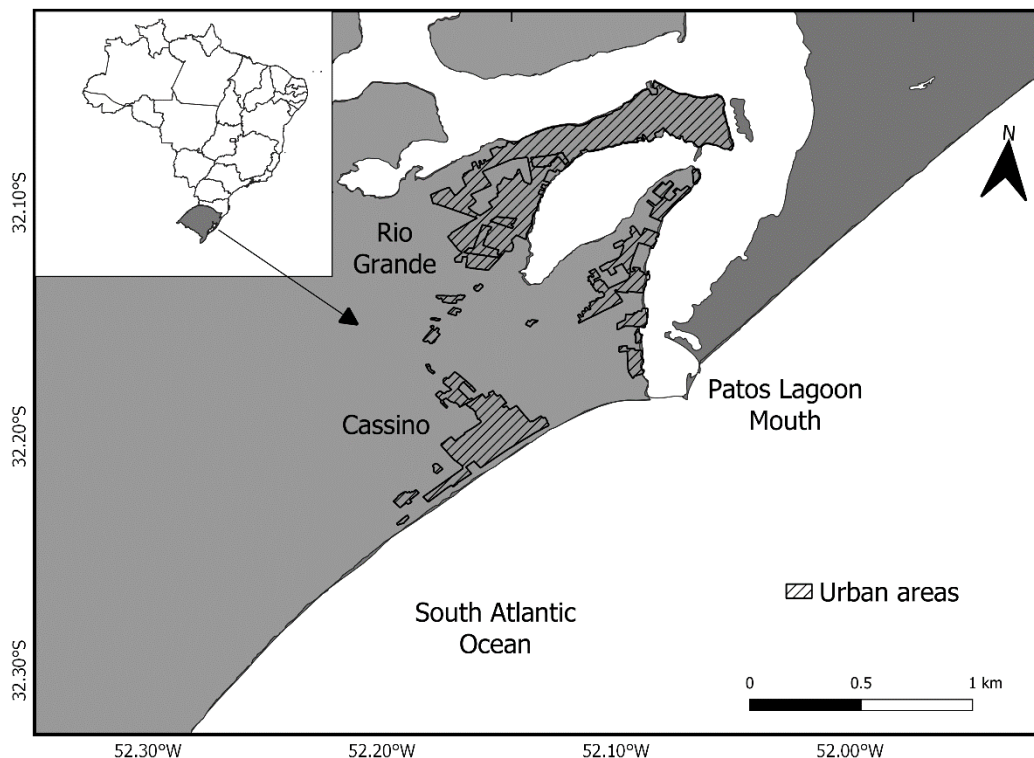 N
32.10°S
Rio
Grande
Patos Lagoon
Mouth
32.20°S
Cassino
Urban areas
South Atlantic
Ocean
32.30°S
0 0.5 1 km
52.30°W 52.20°W 52.10°W 52.00°W